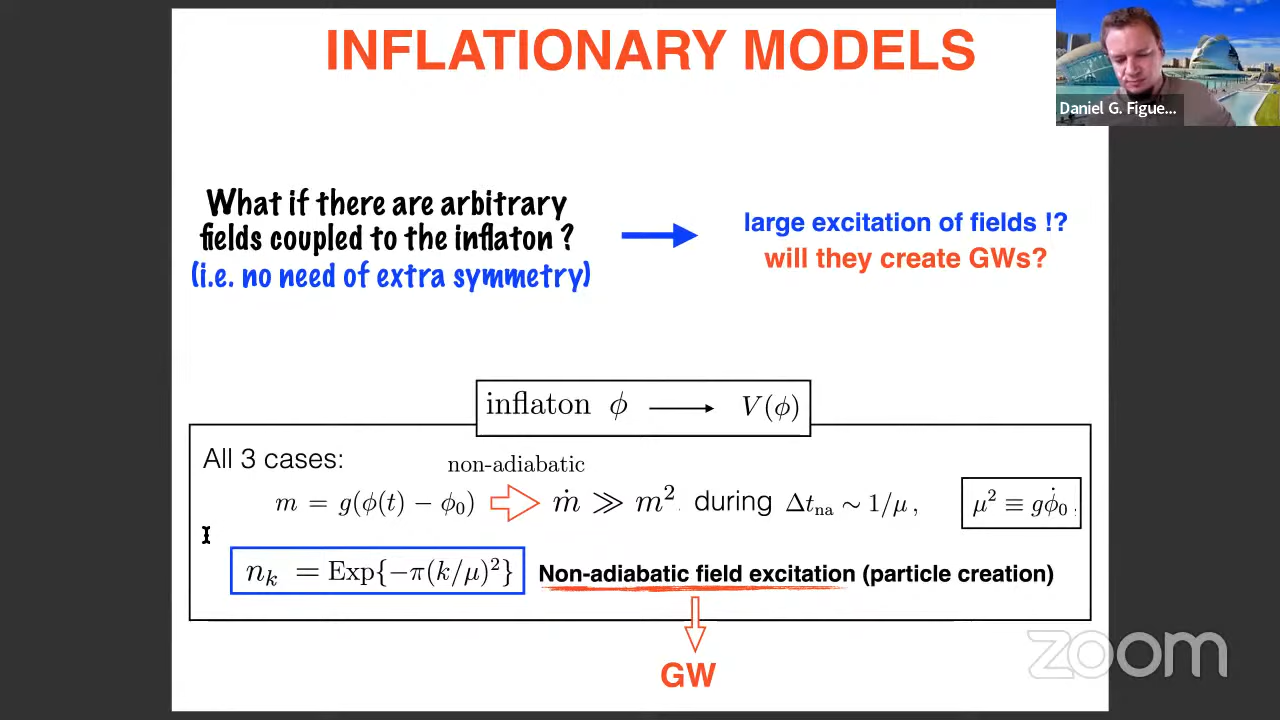 INFLATIONARY MODELS
Daniel G. Figue...
What if there are arbitrary
fields coupled to the inflaton ?
(i.e. no need of extra symmetry)
large excitation of fields !?
will they create GWs?
inflaton ϕ ⟶ V(ϕ)
All 3 cases:
non-adiabatic
m = g(ϕ(t) − ϕ₀) ⇒ ṁ ≫ m² during Δt_na ∼ 1/μ , μ² ≡ gϕ̇₀
n_k = Exp{−π(k/μ)²} Non-adiabatic field excitation (particle creation)
GW
zoom